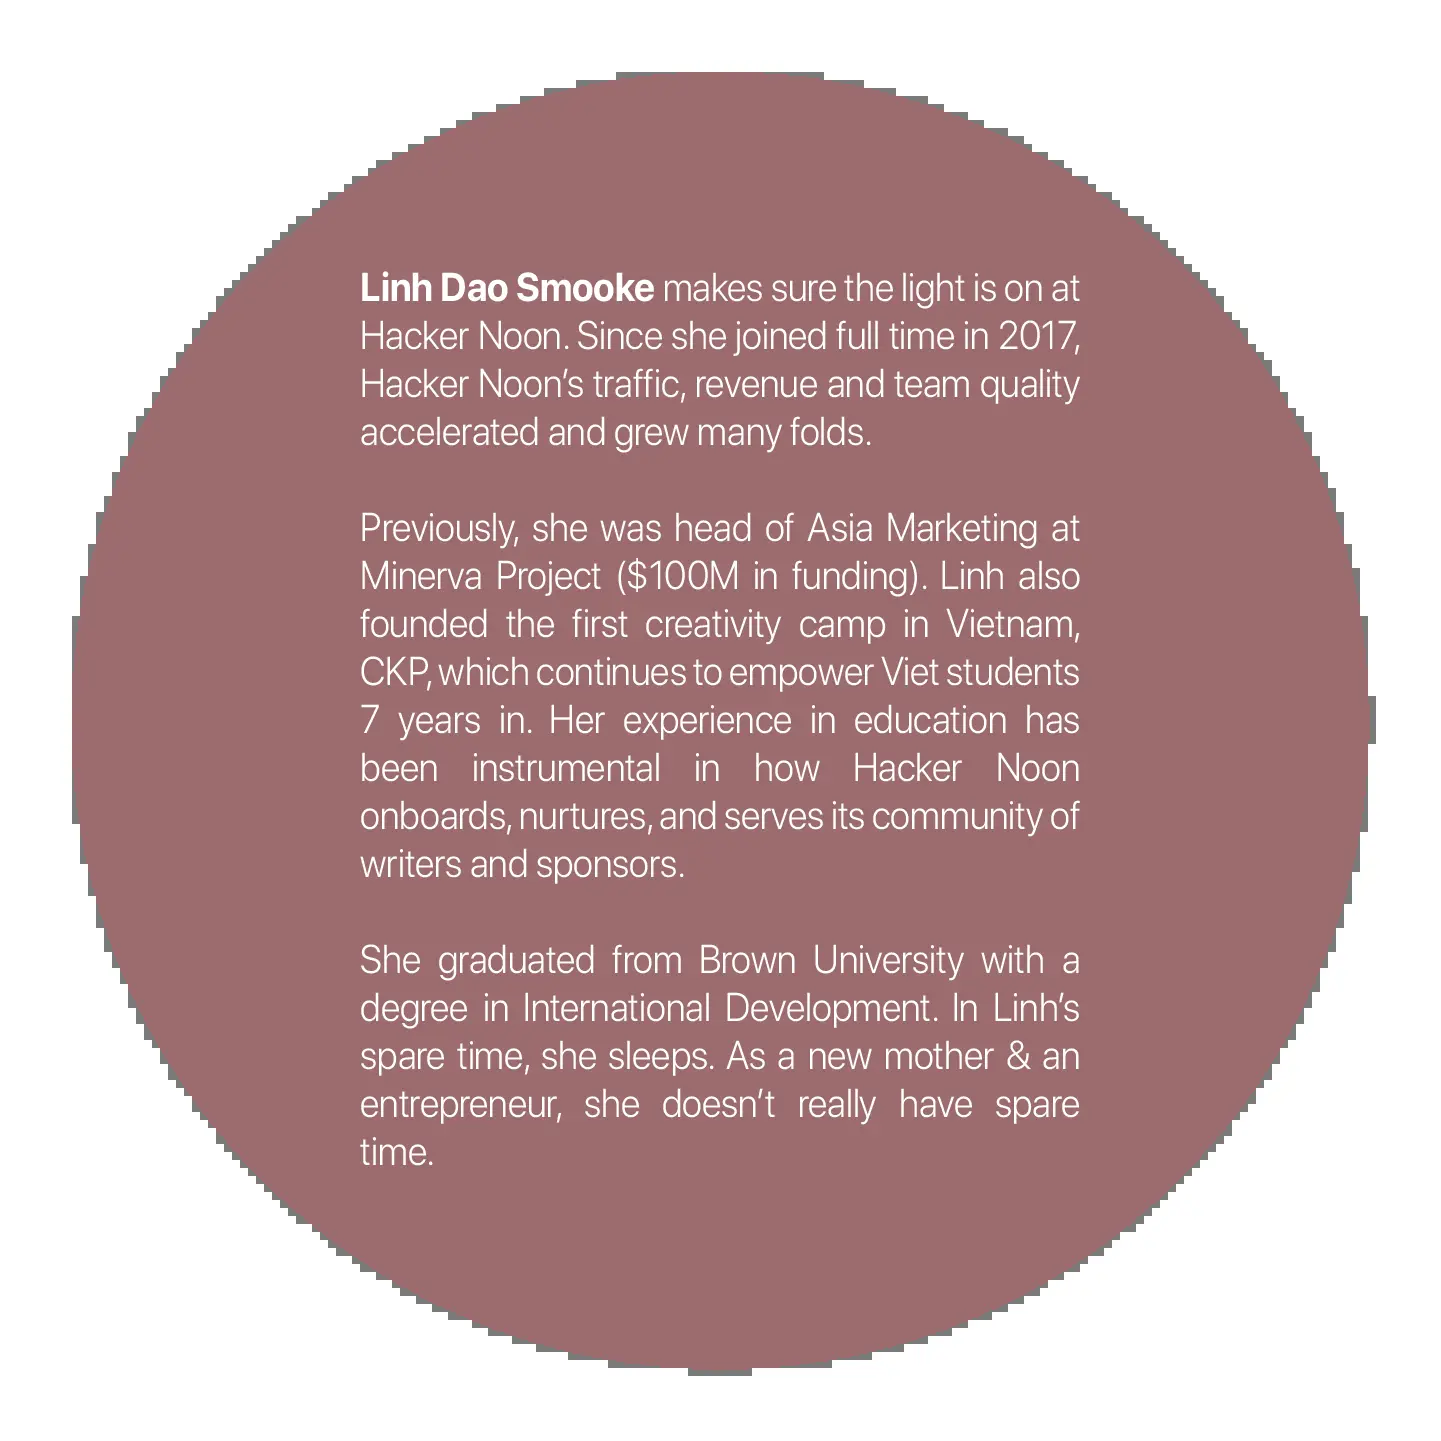 Linh Dao Smooke makes sure the light is on at
Hacker Noon. Since she joined full time in 2017,
Hacker Noon’s traffic, revenue and team quality
accelerated and grew many folds.
Previously, she was head of Asia Marketing at
Minerva Project ($100M in funding). Linh also
founded the first creativity camp in Vietnam,
CKP, which continues to empower Viet students
7 years in. Her experience in education has
been instrumental in how Hacker Noon
onboards, nurtures, and serves its community of
writers and sponsors.
She graduated from Brown University with a
degree in International Development. In Linh’s
spare time, she sleeps. As a new mother & an
entrepreneur, she doesn’t really have spare
time.